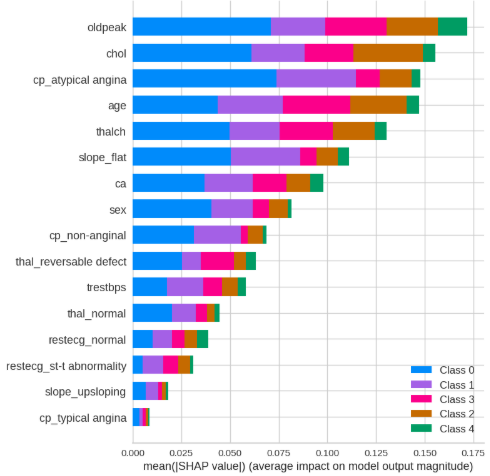 oldpeak
chol
cp_atypical angina
age
thalch
slope_flat
ca
sex
cp_non-anginal
thal_reversable defect
trestbps
thal_normal
restecg_normal
restecg_st-t abnormality
slope_upsloping
cp_typical angina
Class 0
Class 1
Class 3
Class 2
Class 4
0.000 0.025 0.050 0.075 0.100 0.125 0.150 0.175
mean(|SHAP value|) (average impact on model output magnitude)